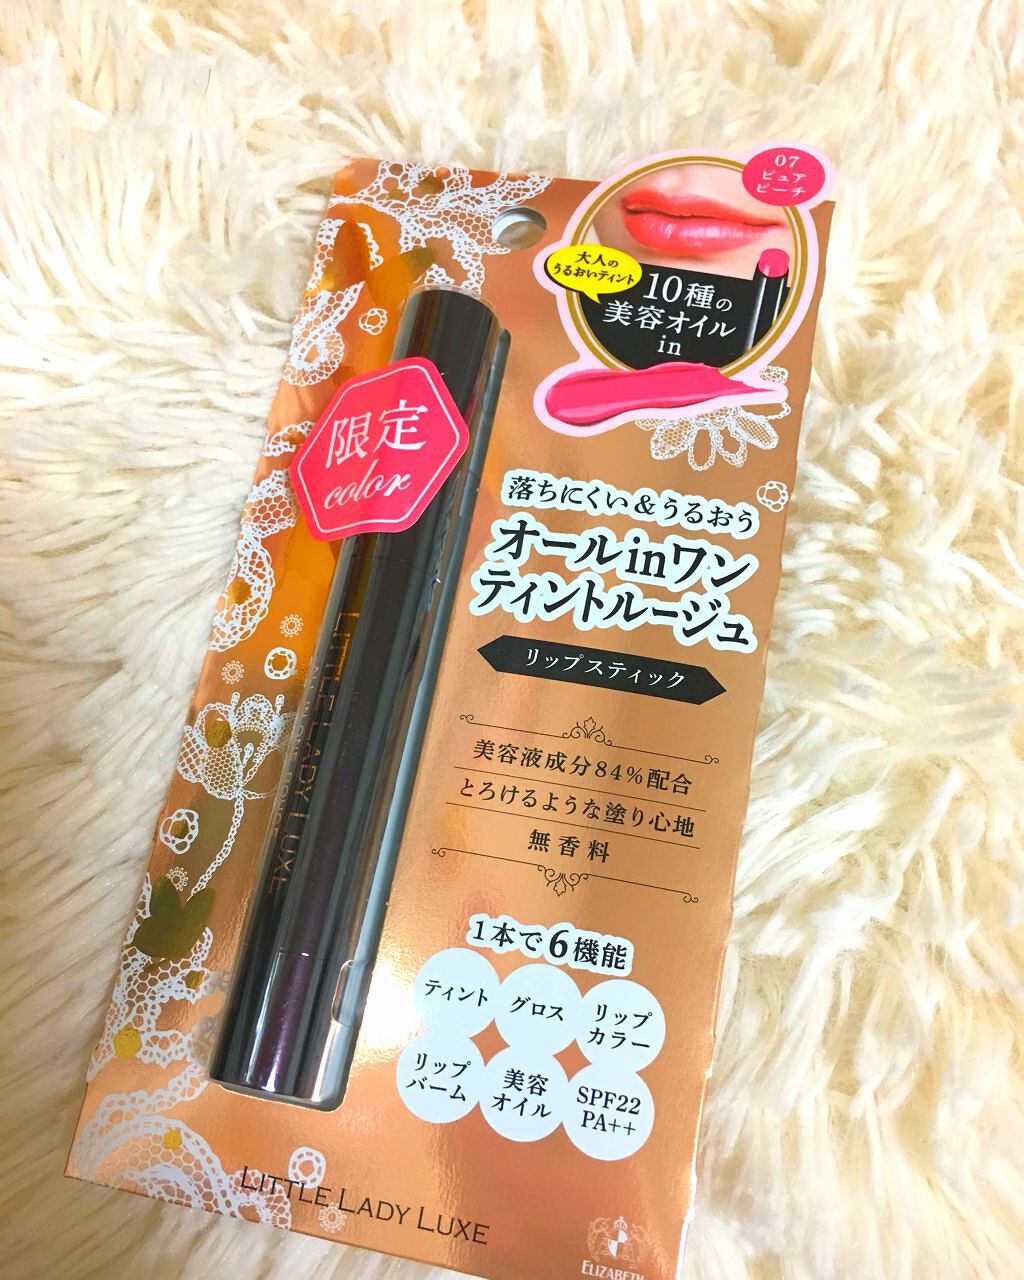 07
ピュア
ピーチ
大人の
うるおいティント
10種の
美容オイル
in
限定
color
落ちにくい&うるおう
オールinワン
ティントルージュ
リップスティック
LITTLE LADY LUXE
美容液成分84%配合
とろけるような塗り心地
無香料
1本で6機能
ティント
グロス
リップ
カラー
リップ
バーム
美容
オイル
SPF22
PA++
LITTLE LADY LUXE
ELIZABETH